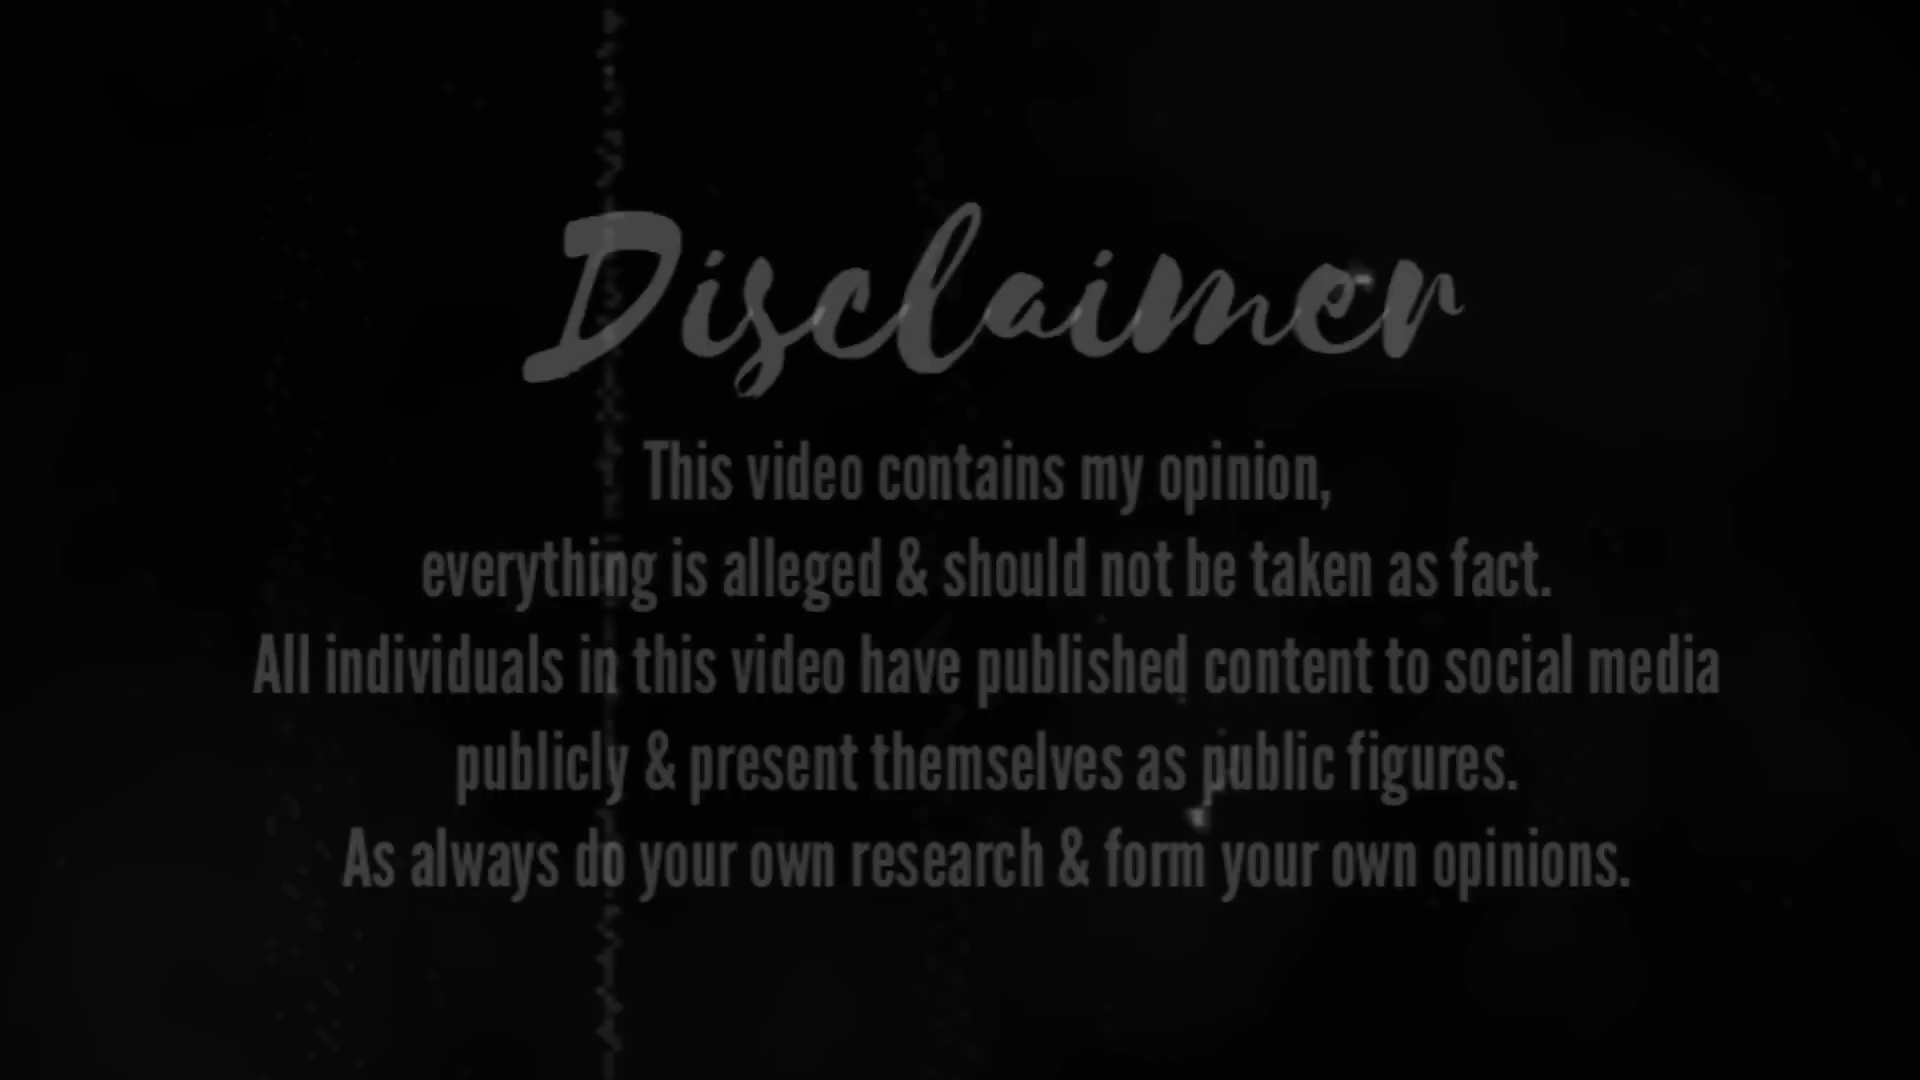 Disclaimer
This video contains my opinion,
everything is alleged & should not be taken as fact.
All individuals in this video have published content to social media
publicly & present themselves as public figures.
As always do your own research & form your own opinions.